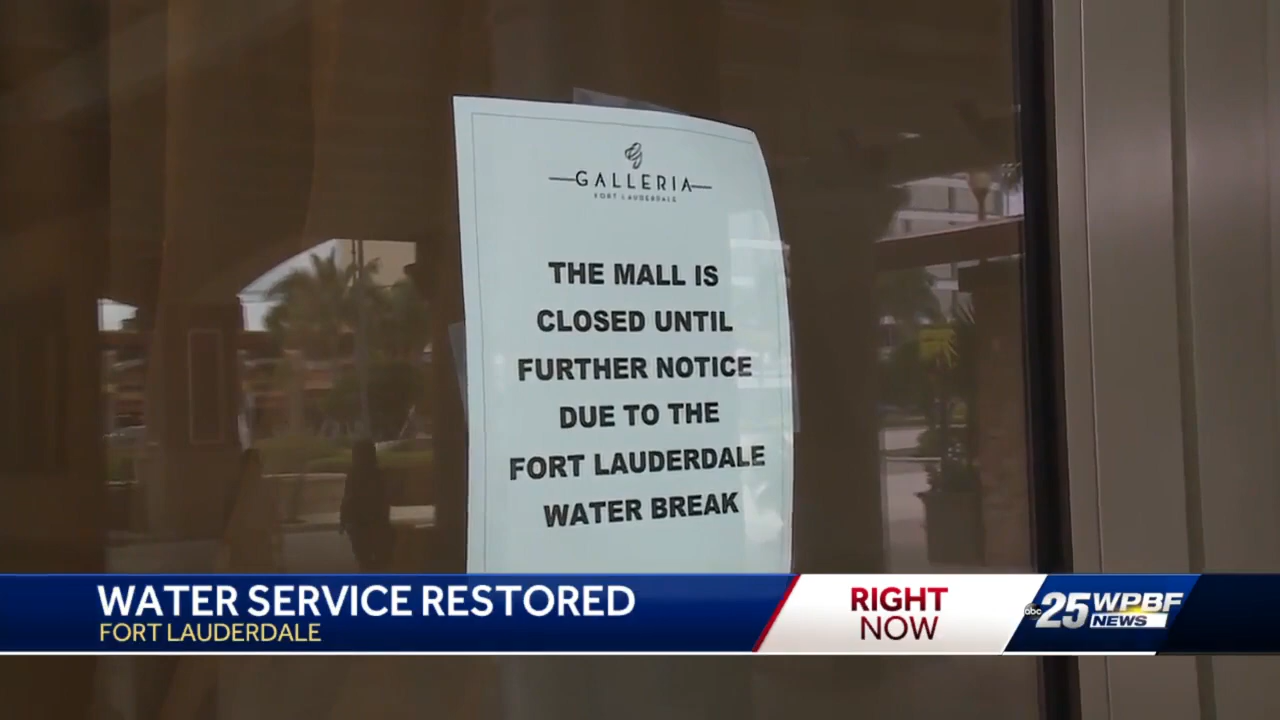 GALLERIA
FORT LAUDERDALE
THE MALL IS
CLOSED UNTIL
FURTHER NOTICE
DUE TO THE
FORT LAUDERDALE
WATER BREAK
WATER SERVICE RESTORED
FORT LAUDERDALE
RIGHT
NOW
abc 25 WPBF
NEWS